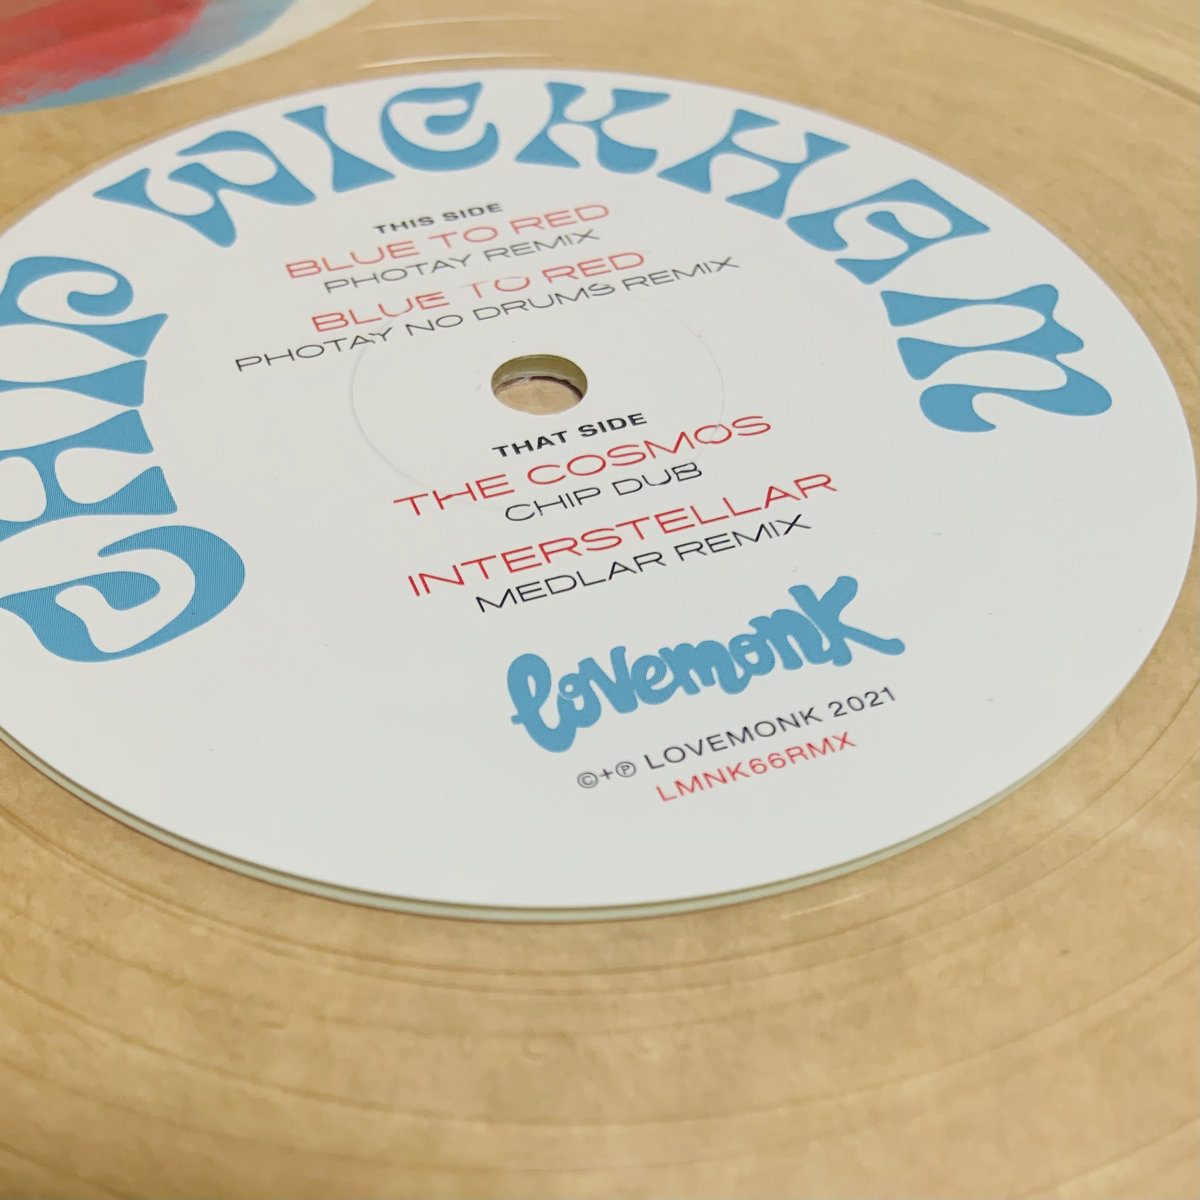 CHIP WICKHAM
THIS SIDE
BLUE TO RED
PHOTAY REMIX
BLUE TO RED
PHOTAY NO DRUMS REMIX
THAT SIDE
THE COSMOS
CHIP DUB
INTERSTELLAR
MEDLAR REMIX
lovemonk
©+℗ LOVEMONK 2021
LMNK66RMX